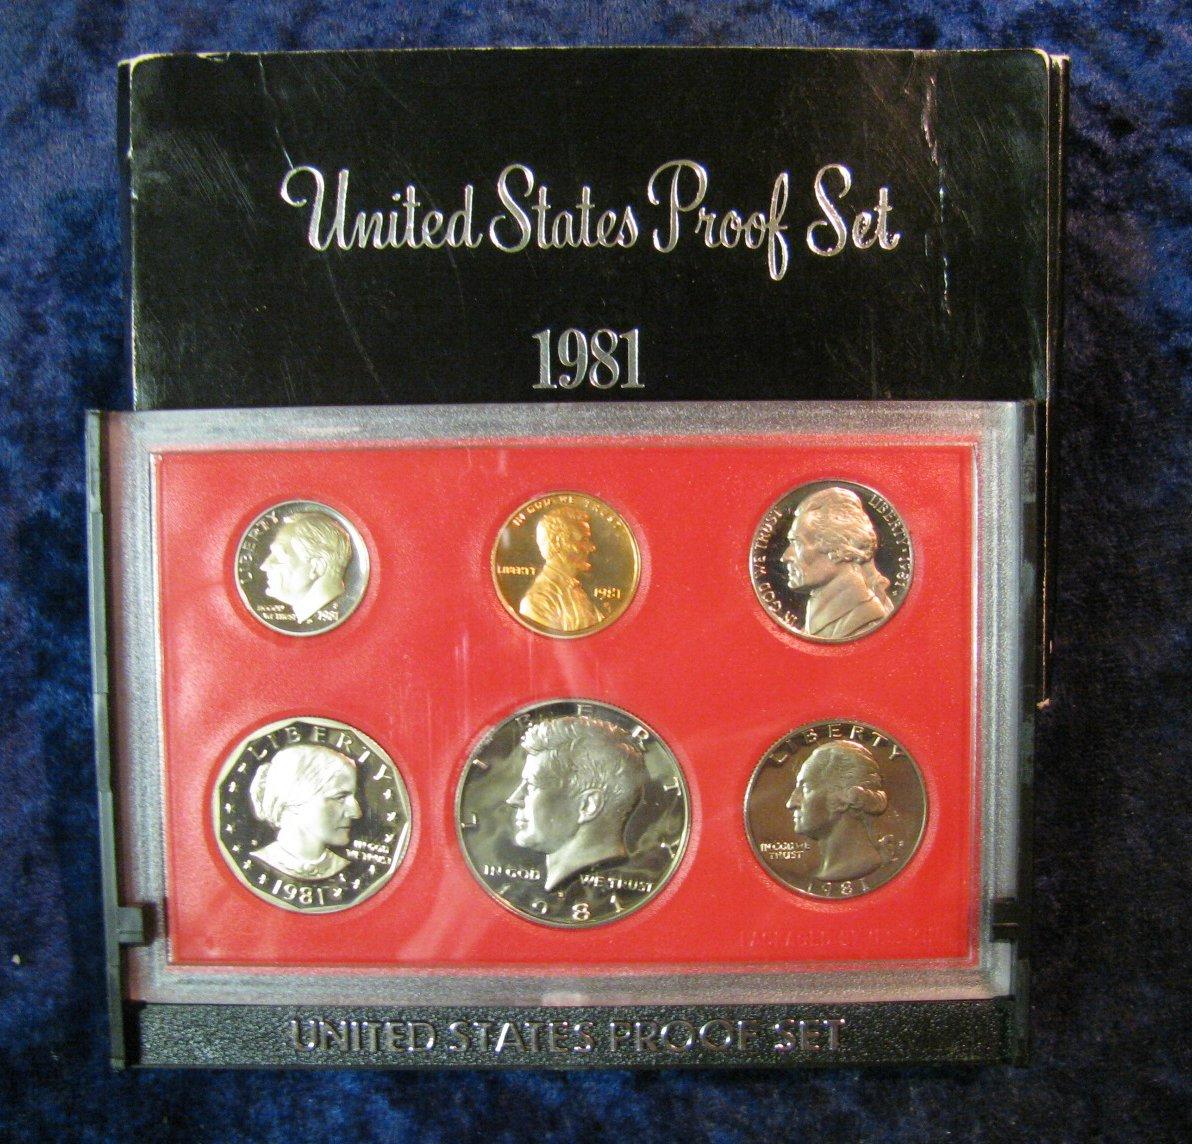 United States Proof Set
1981
LIBERTY
IN GOD
WE TRUST
1981
IN GOD WE TRUST
LIBERTY
1981
S
IN GOD WE TRUST
LIBERTY 1981
LIBERTY
IN GOD
WE TRUST
1981
LIBERTY
IN GOD WE TRUST
1981
LIBERTY
IN GOD WE
TRUST
1981
UNITED STATES PROOF SET